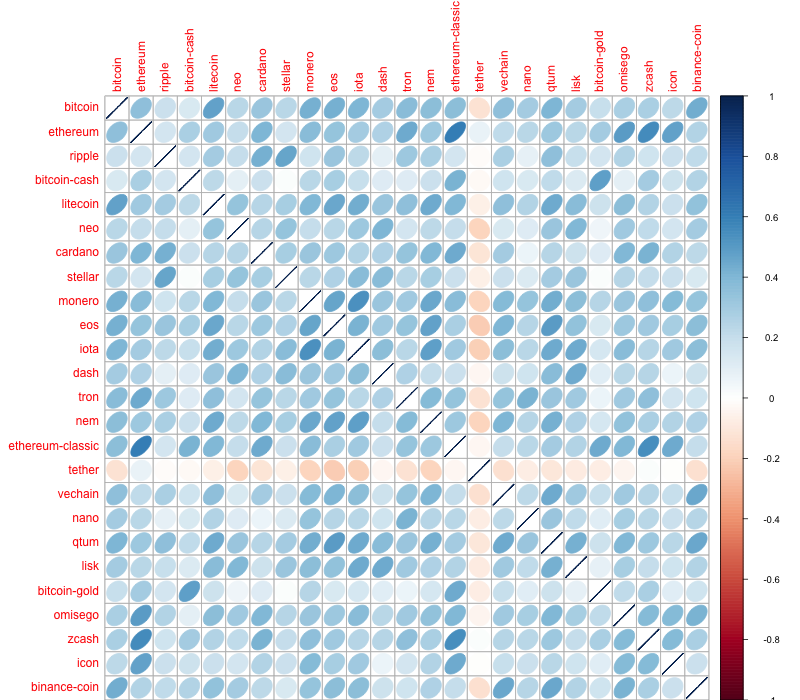 bitcoin
ethereum
ripple
bitcoin-cash
litecoin
neo
cardano
stellar
monero
eos
iota
dash
tron
nem
ethereum-classic
tether
vechain
nano
qtum
lisk
bitcoin-gold
omisego
zcash
icon
binance-coin
bitcoin
ethereum
ripple
bitcoin-cash
litecoin
neo
cardano
stellar
monero
eos
iota
dash
tron
nem
ethereum-classic
tether
vechain
nano
qtum
lisk
bitcoin-gold
omisego
zcash
icon
binance-coin
1
0.8
0.6
0.4
0.2
0
-0.2
-0.4
-0.6
-0.8
-1